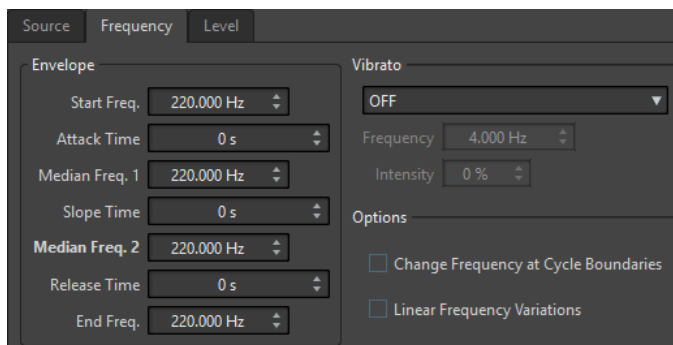 Source Frequency Level
Envelope
Start Freq. 220.000 Hz
Attack Time 0 s
Median Freq. 1 220.000 Hz
Slope Time 0 s
Median Freq. 2 220.000 Hz
Release Time 0 s
End Freq. 220.000 Hz
Vibrato
OFF
Frequency 4.000 Hz
Intensity 0 %
Options
Change Frequency at Cycle Boundaries
Linear Frequency Variations